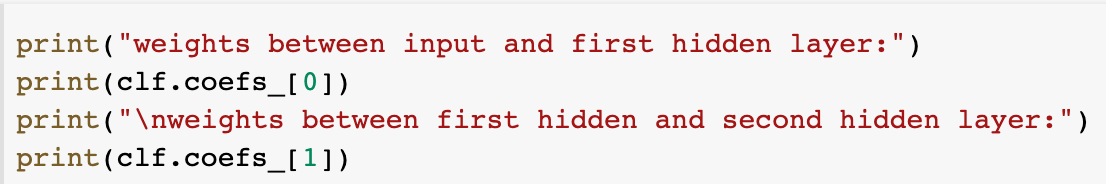 print("weights between input and first hidden layer:")
print(clf.coefs_[0])
print("\nweights between first hidden and second hidden layer:")
print(clf.coefs_[1])